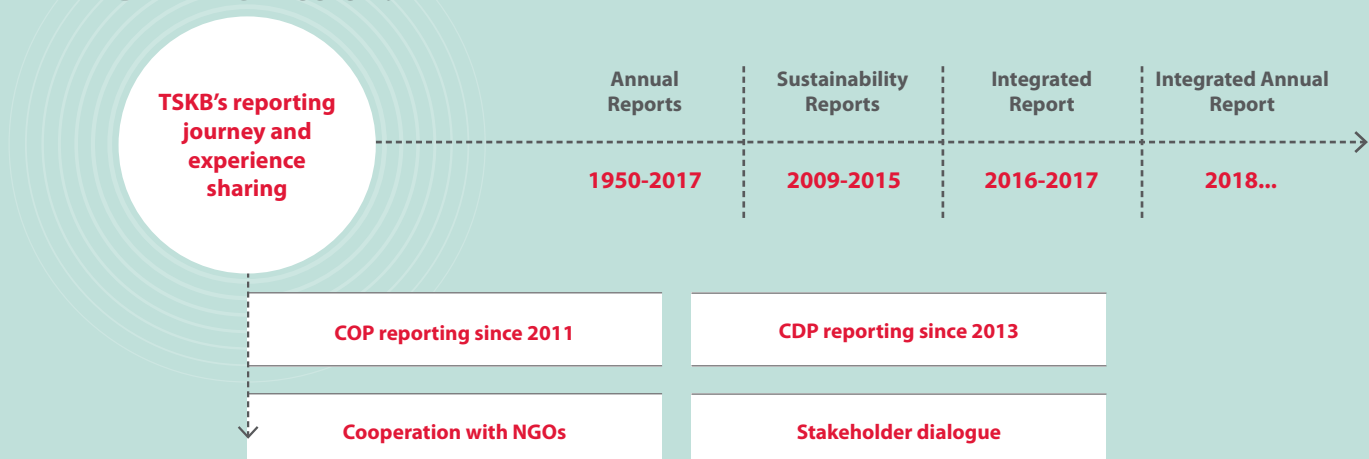 TSKB's reporting
journey and
experience
sharing
Annual
Reports
1950-2017
Sustainability
Reports
2009-2015
Integrated
Report
2016-2017
Integrated Annual
Report
2018...
COP reporting since 2011
CDP reporting since 2013
Cooperation with NGOs
Stakeholder dialogue